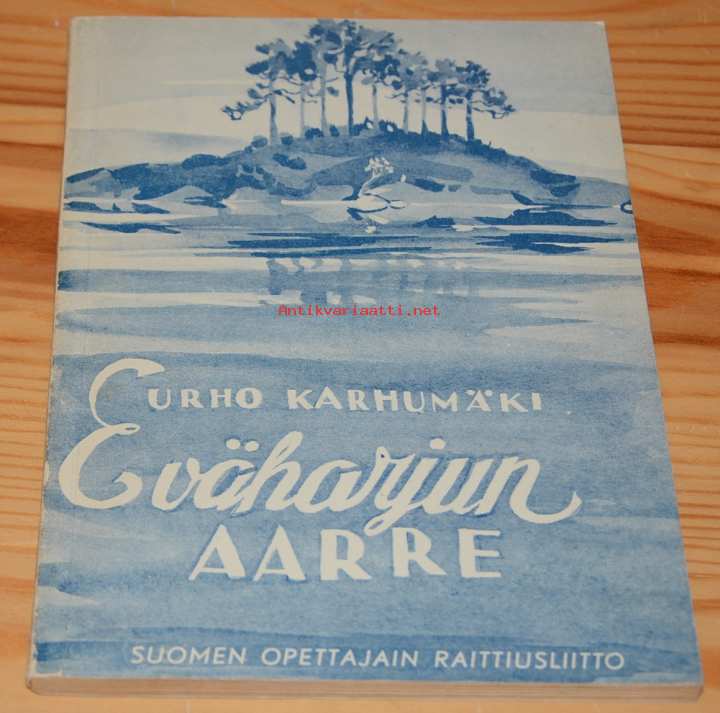 Antikvariaatti.net
URHO KARHUMÄKI
Eväharjun
AARRE
SUOMEN OPETTAJAIN RAITTIUSLIITTO